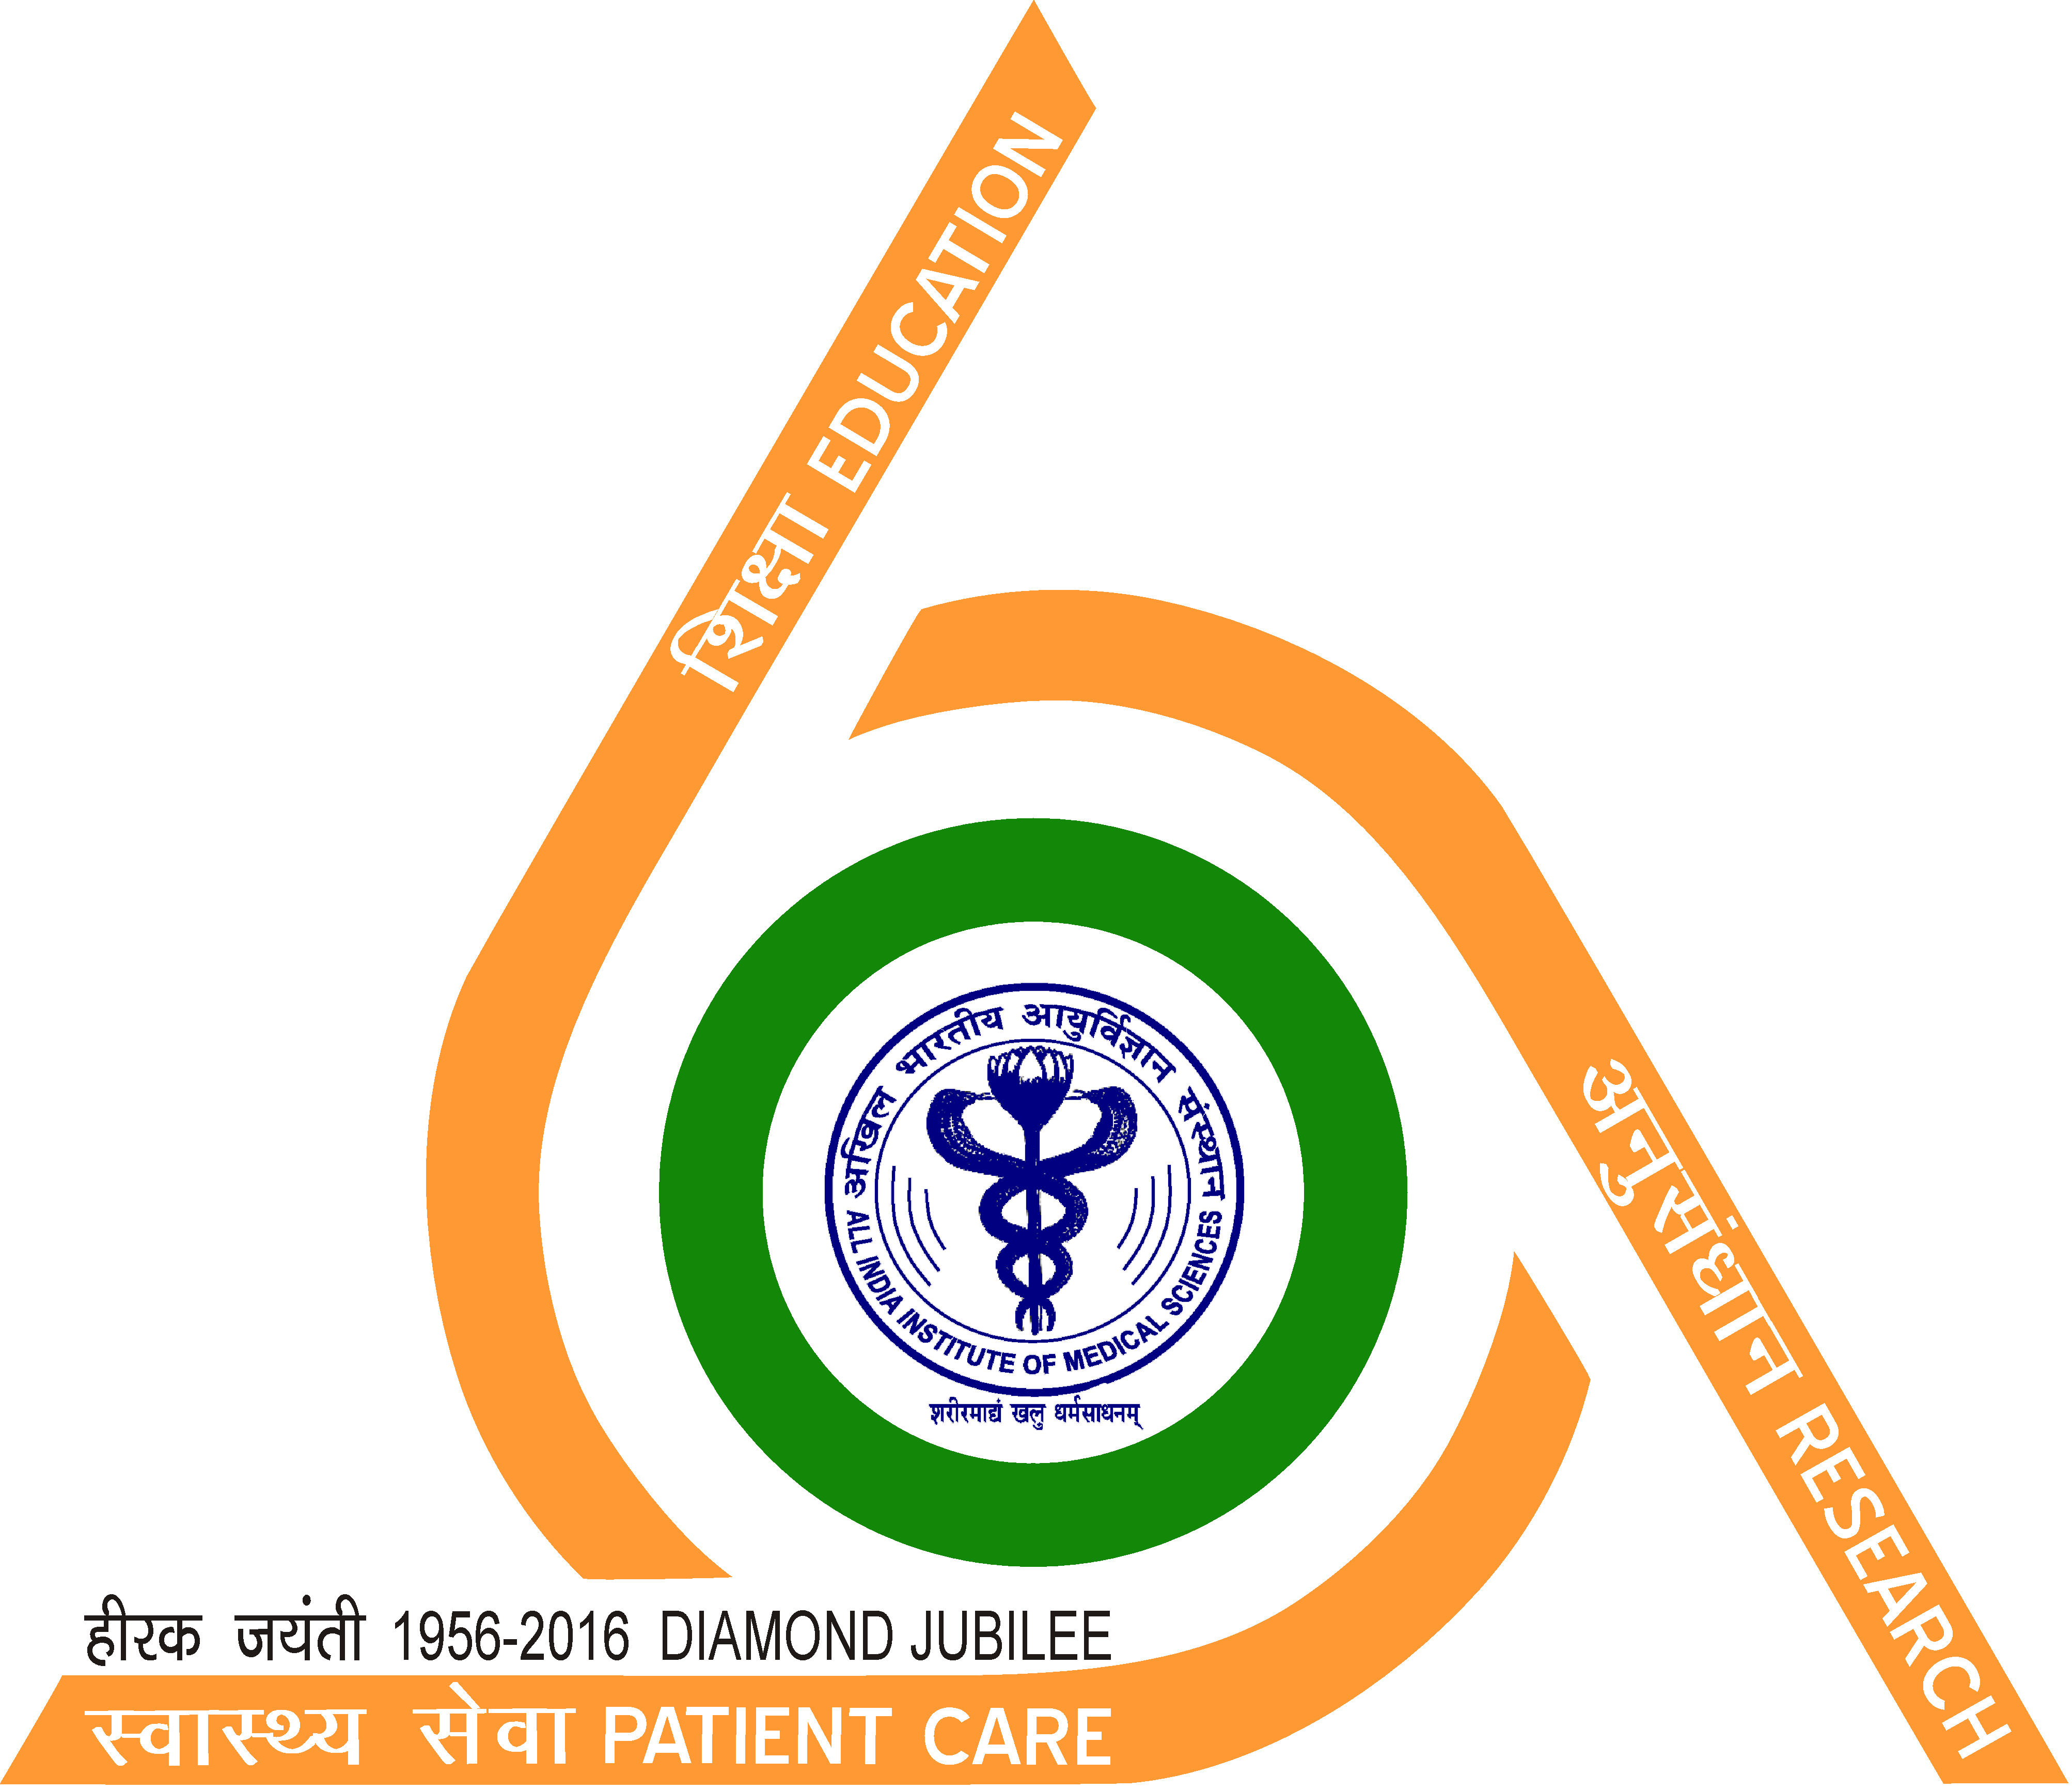 शिक्षा EDUCATION
अखिल भारतीय आयुर्विज्ञान संस्थान
ALL INDIA INSTITUTE OF MEDICAL SCIENCES
शरीरमाद्यं खलु धर्मसाधनम्
अनुसंधान RESEARCH
हीरक जयंती 1956-2016 DIAMOND JUBILEE
स्वास्थ्य सेवा PATIENT CARE